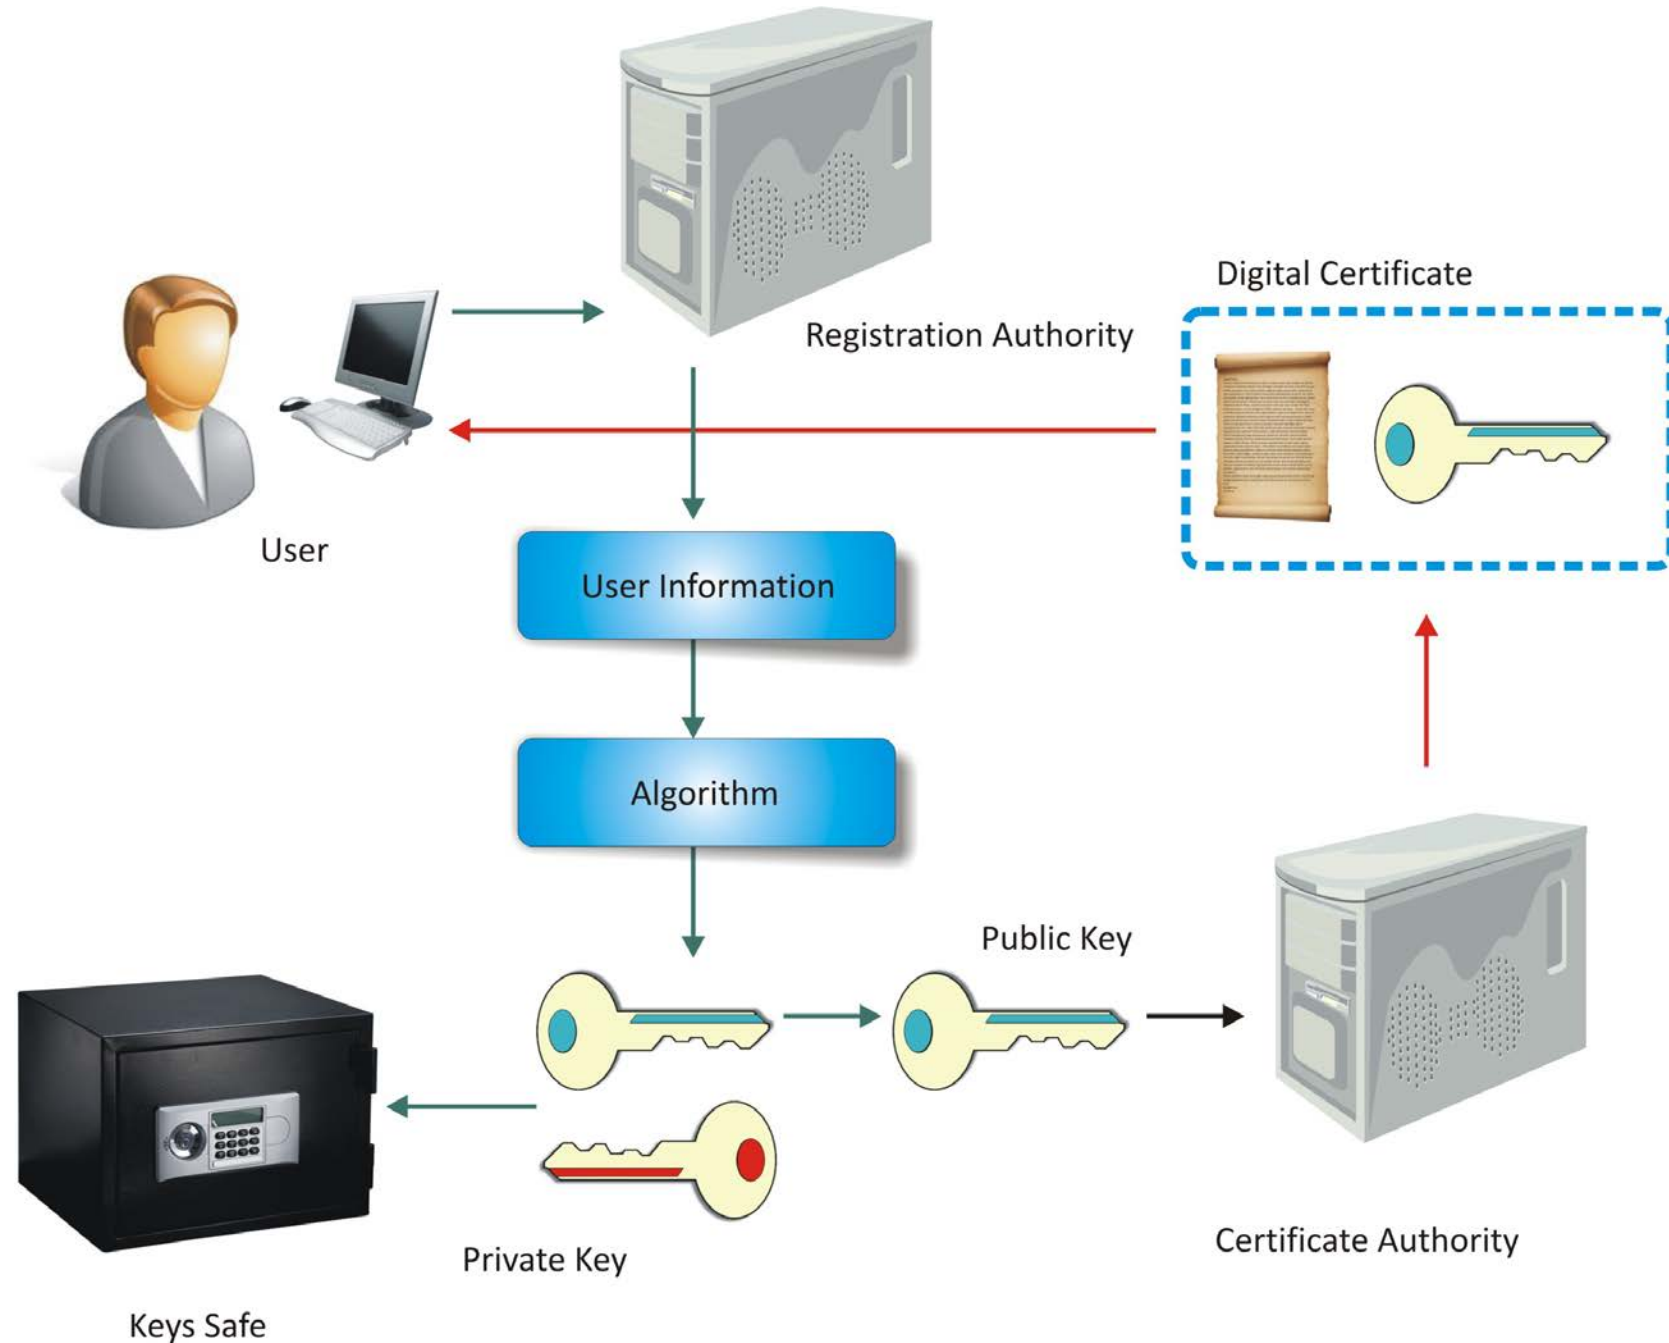 Digital Certificate
Registration Authority
User
User Information
Algorithm
Public Key
Private Key
Certificate Authority
Keys Safe